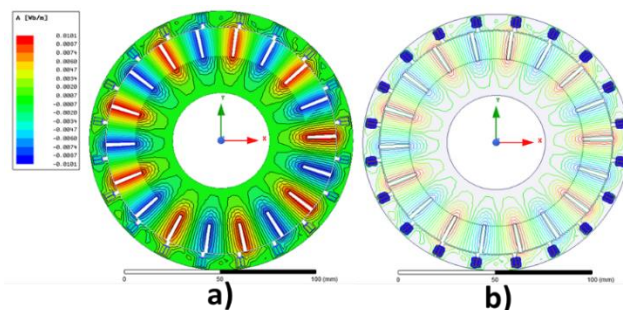 A [Wb/m]
0.0101
0.0087
0.0074
0.0060
0.0047
0.0034
0.0020
0.0007
-0.0007
-0.0020
-0.0034
-0.0047
-0.0060
-0.0074
-0.0087
-0.0101
Y
X
Y
X
0 50 100 (mm)
0 50 100 (mm)
a) b)